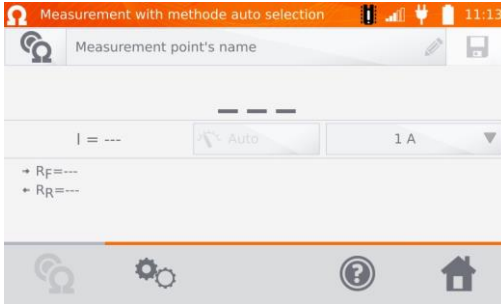 Ω Measurement with methode auto selection 11:13
Measurement point's name
— — —
I = --- Auto 1 A
→ RF=---
← RR=---